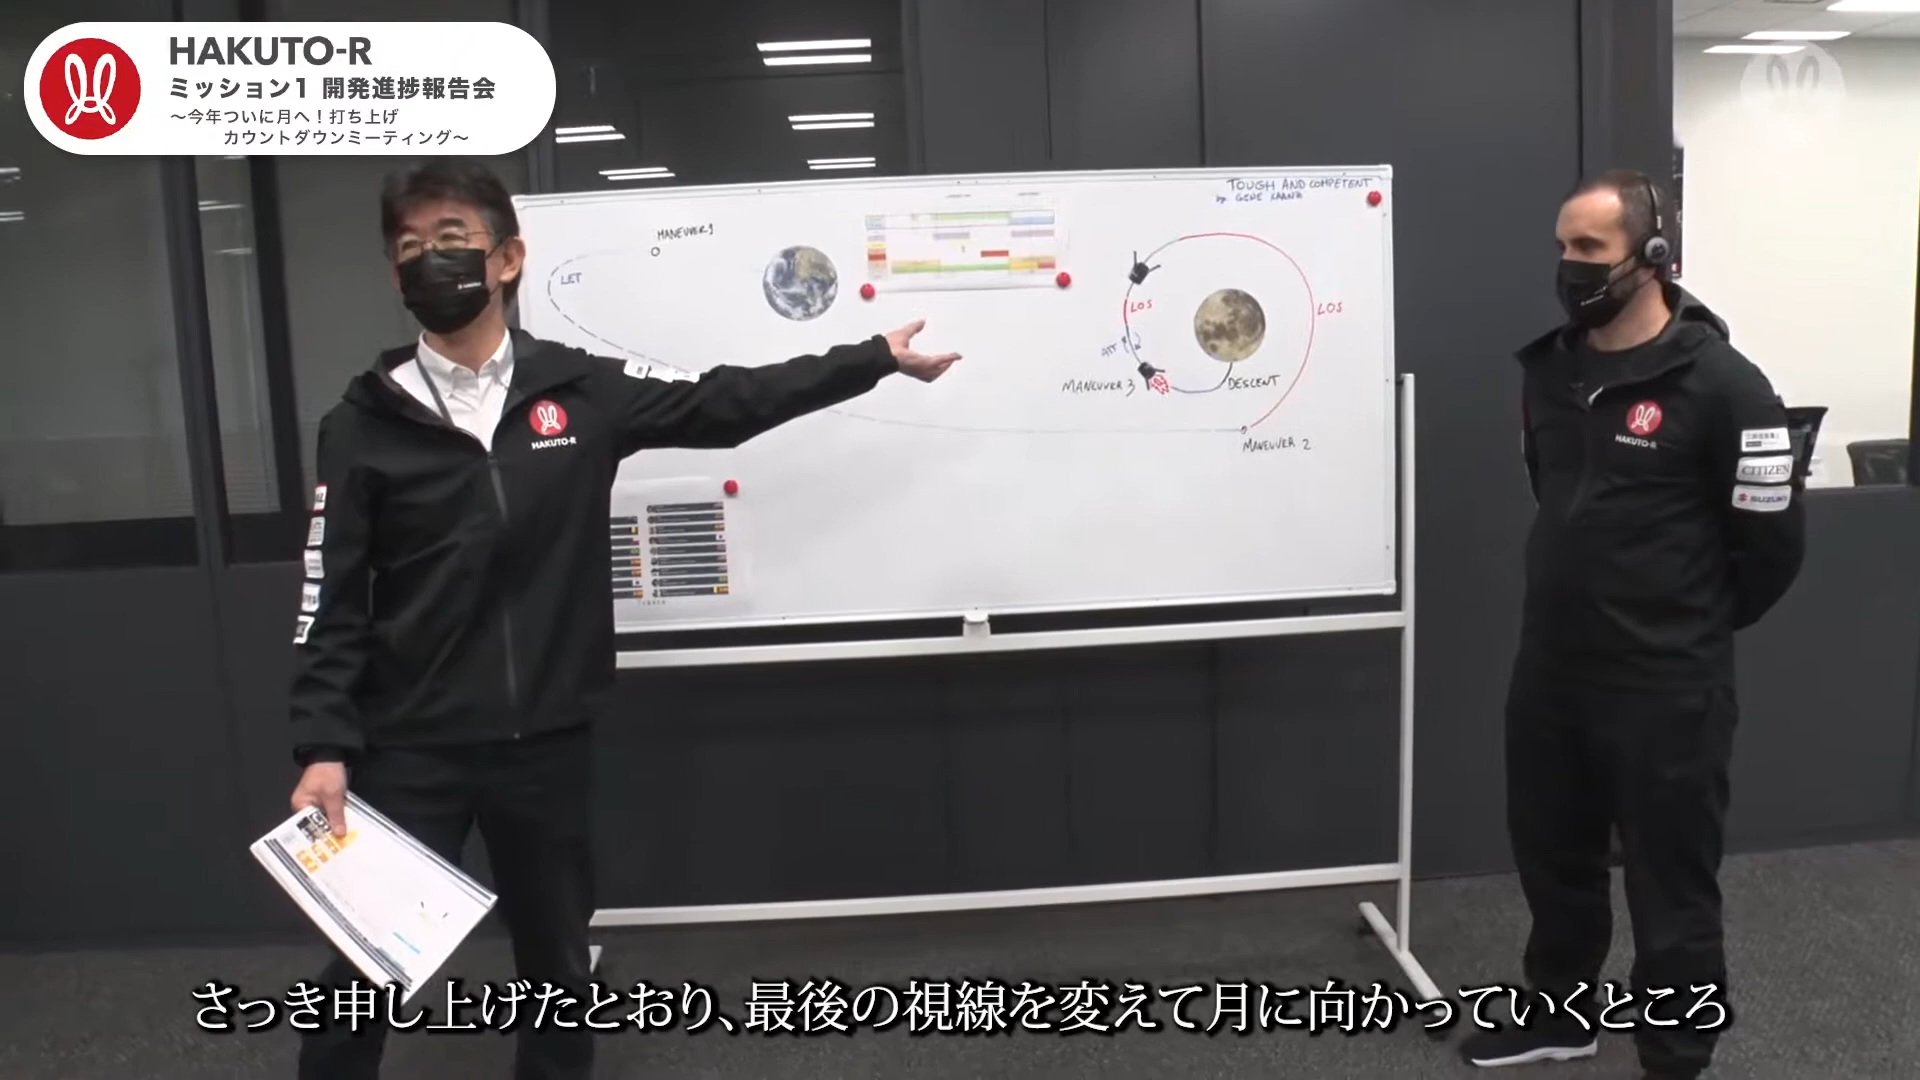 HAKUTO-R
ミッション1 開発進捗報告会
～今年ついに月へ！打ち上げ
カウントダウンミーティング～
TOUGH AND COMPETENT
by GENE KRANZ
MANEUVER 1
LET
LOS
LOS
ATT
MANEUVER 3
DESCENT
MANEUVER 2
HAKUTO-R
HAKUTO-R
CITIZEN
SUZUKI
さっき申し上げたとおり、最後の視線を変えて月に向かっていくところ